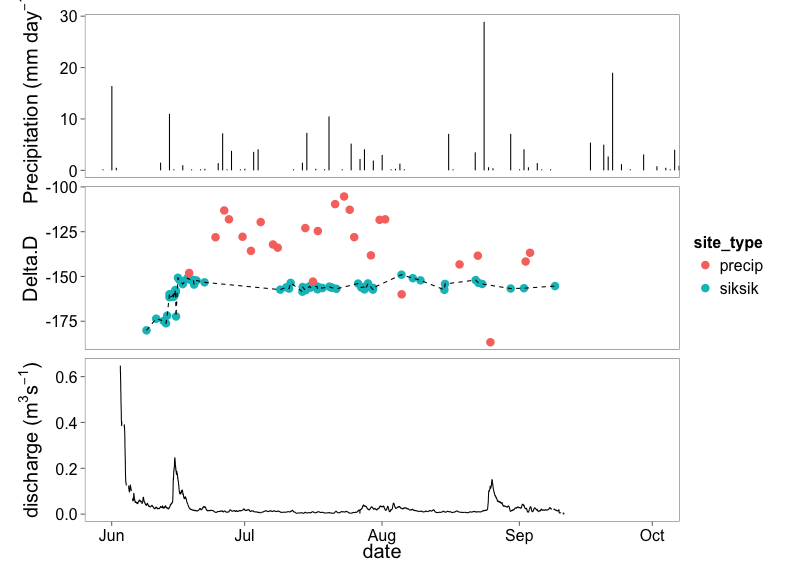 Precipitation (mm day⁻
30
20
10
0
Delta.D
-100
-125
-150
-175
site_type
precip
siksik
discharge (m³s⁻¹)
0.6
0.4
0.2
0.0
Jun Jul Aug Sep Oct
date